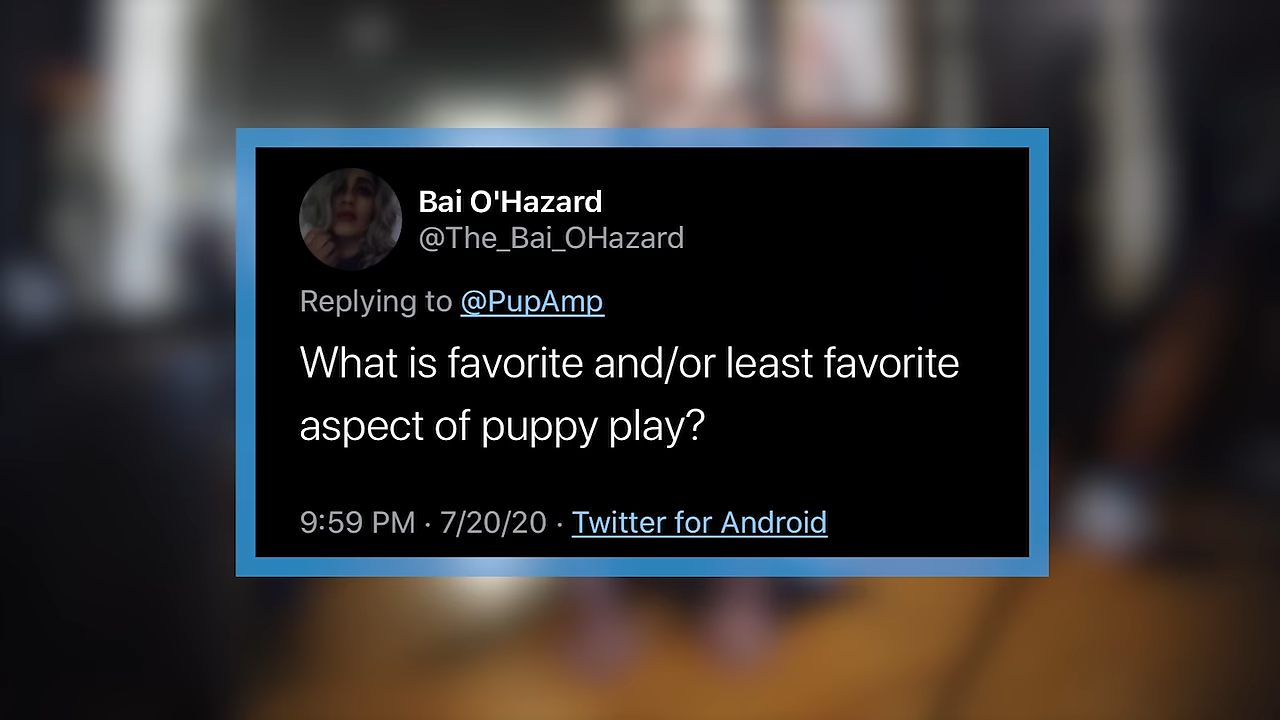 Bai O'Hazard
@The_Bai_OHazard
Replying to @PupAmp
What is favorite and/or least favorite
aspect of puppy play?
9:59 PM · 7/20/20 · Twitter for Android